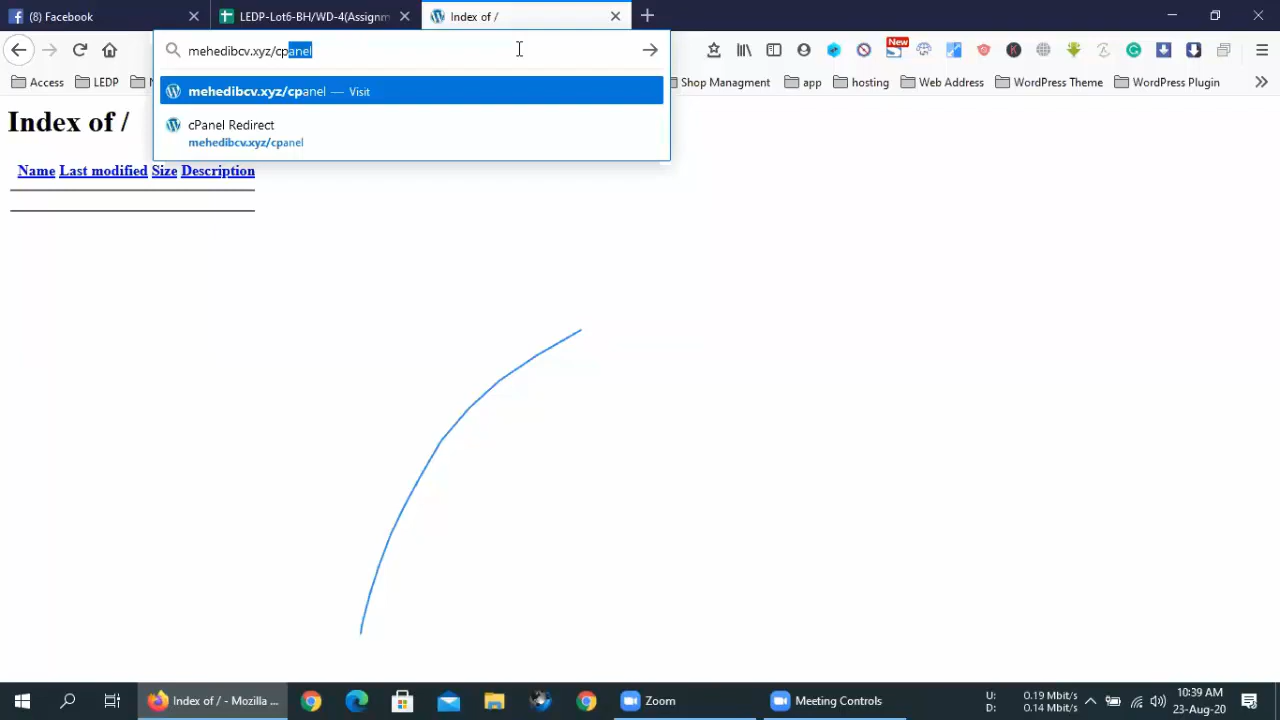 (8) Facebook
LEDP-Lot6-BH/WD-4(Assignm
Index of /
mehedibcv.xyz/cpanel
New
Access
LEDP
Shop Managment
app
hosting
Web Address
WordPress Theme
WordPress Plugin
mehedibcv.xyz/cpanel — Visit
cPanel Redirect
mehedibcv.xyz/cpanel
Index of /
Name Last modified Size Description
Index of / - Mozilla ...
Zoom
Meeting Controls
U: 0.19 Mbit/s
D: 0.14 Mbit/s
10:39 AM
23-Aug-20